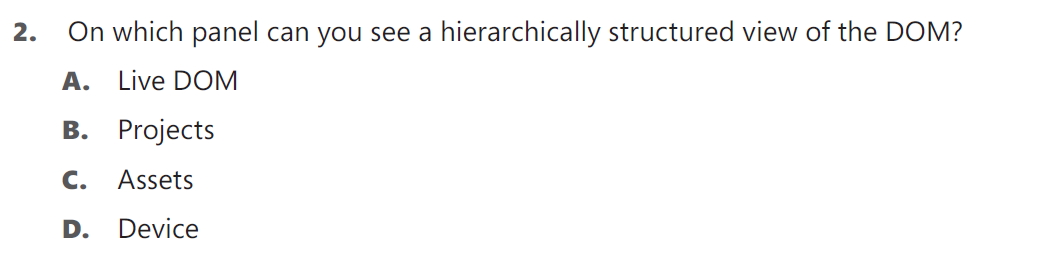 2. On which panel can you see a hierarchically structured view of the DOM?
A. Live DOM
B. Projects
C. Assets
D. Device